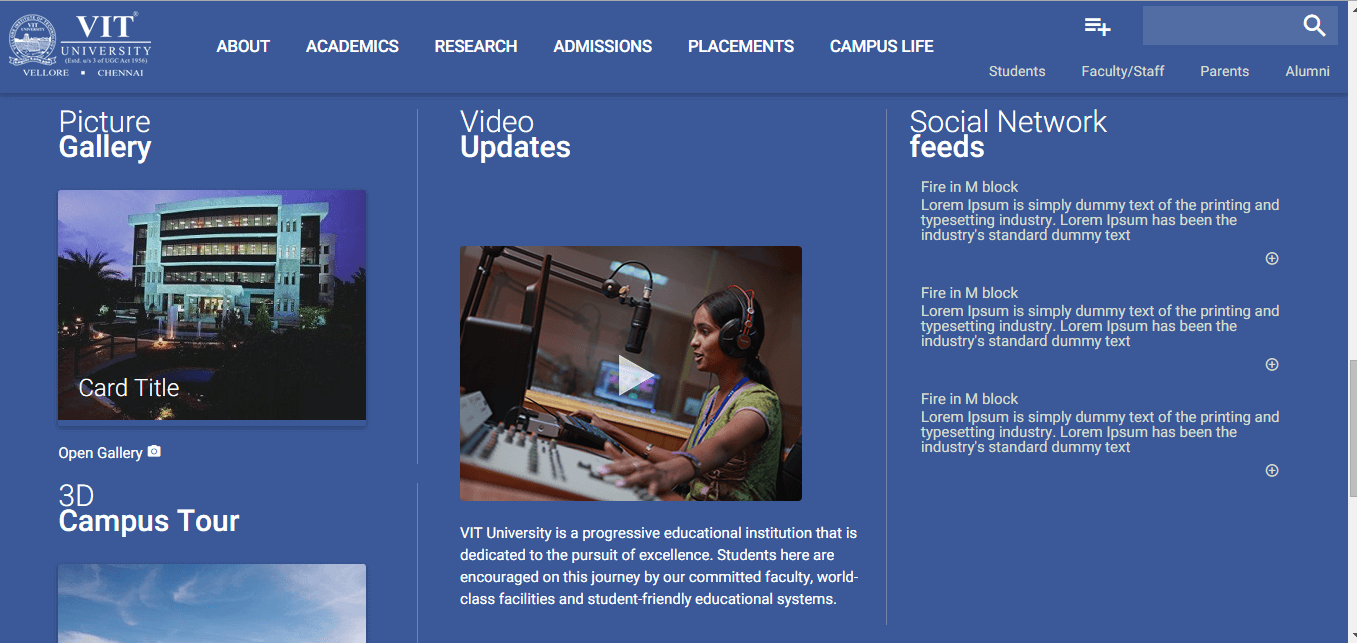 VIT®
UNIVERSITY
(Estd. u/s 3 of UGC Act 1956)
VELLORE ▪ CHENNAI
ABOUT
ACADEMICS
RESEARCH
ADMISSIONS
PLACEMENTS
CAMPUS LIFE
Students
Faculty/Staff
Parents
Alumni
Picture
Gallery
Card Title
Open Gallery
3D
Campus Tour
Video
Updates
VIT University is a progressive educational institution that is
dedicated to the pursuit of excellence. Students here are
encouraged on this journey by our committed faculty, world-
class facilities and student-friendly educational systems.
Social Network
feeds
Fire in M block
Lorem Ipsum is simply dummy text of the printing and
typesetting industry. Lorem Ipsum has been the
industry's standard dummy text
Fire in M block
Lorem Ipsum is simply dummy text of the printing and
typesetting industry. Lorem Ipsum has been the
industry's standard dummy text
Fire in M block
Lorem Ipsum is simply dummy text of the printing and
typesetting industry. Lorem Ipsum has been the
industry's standard dummy text